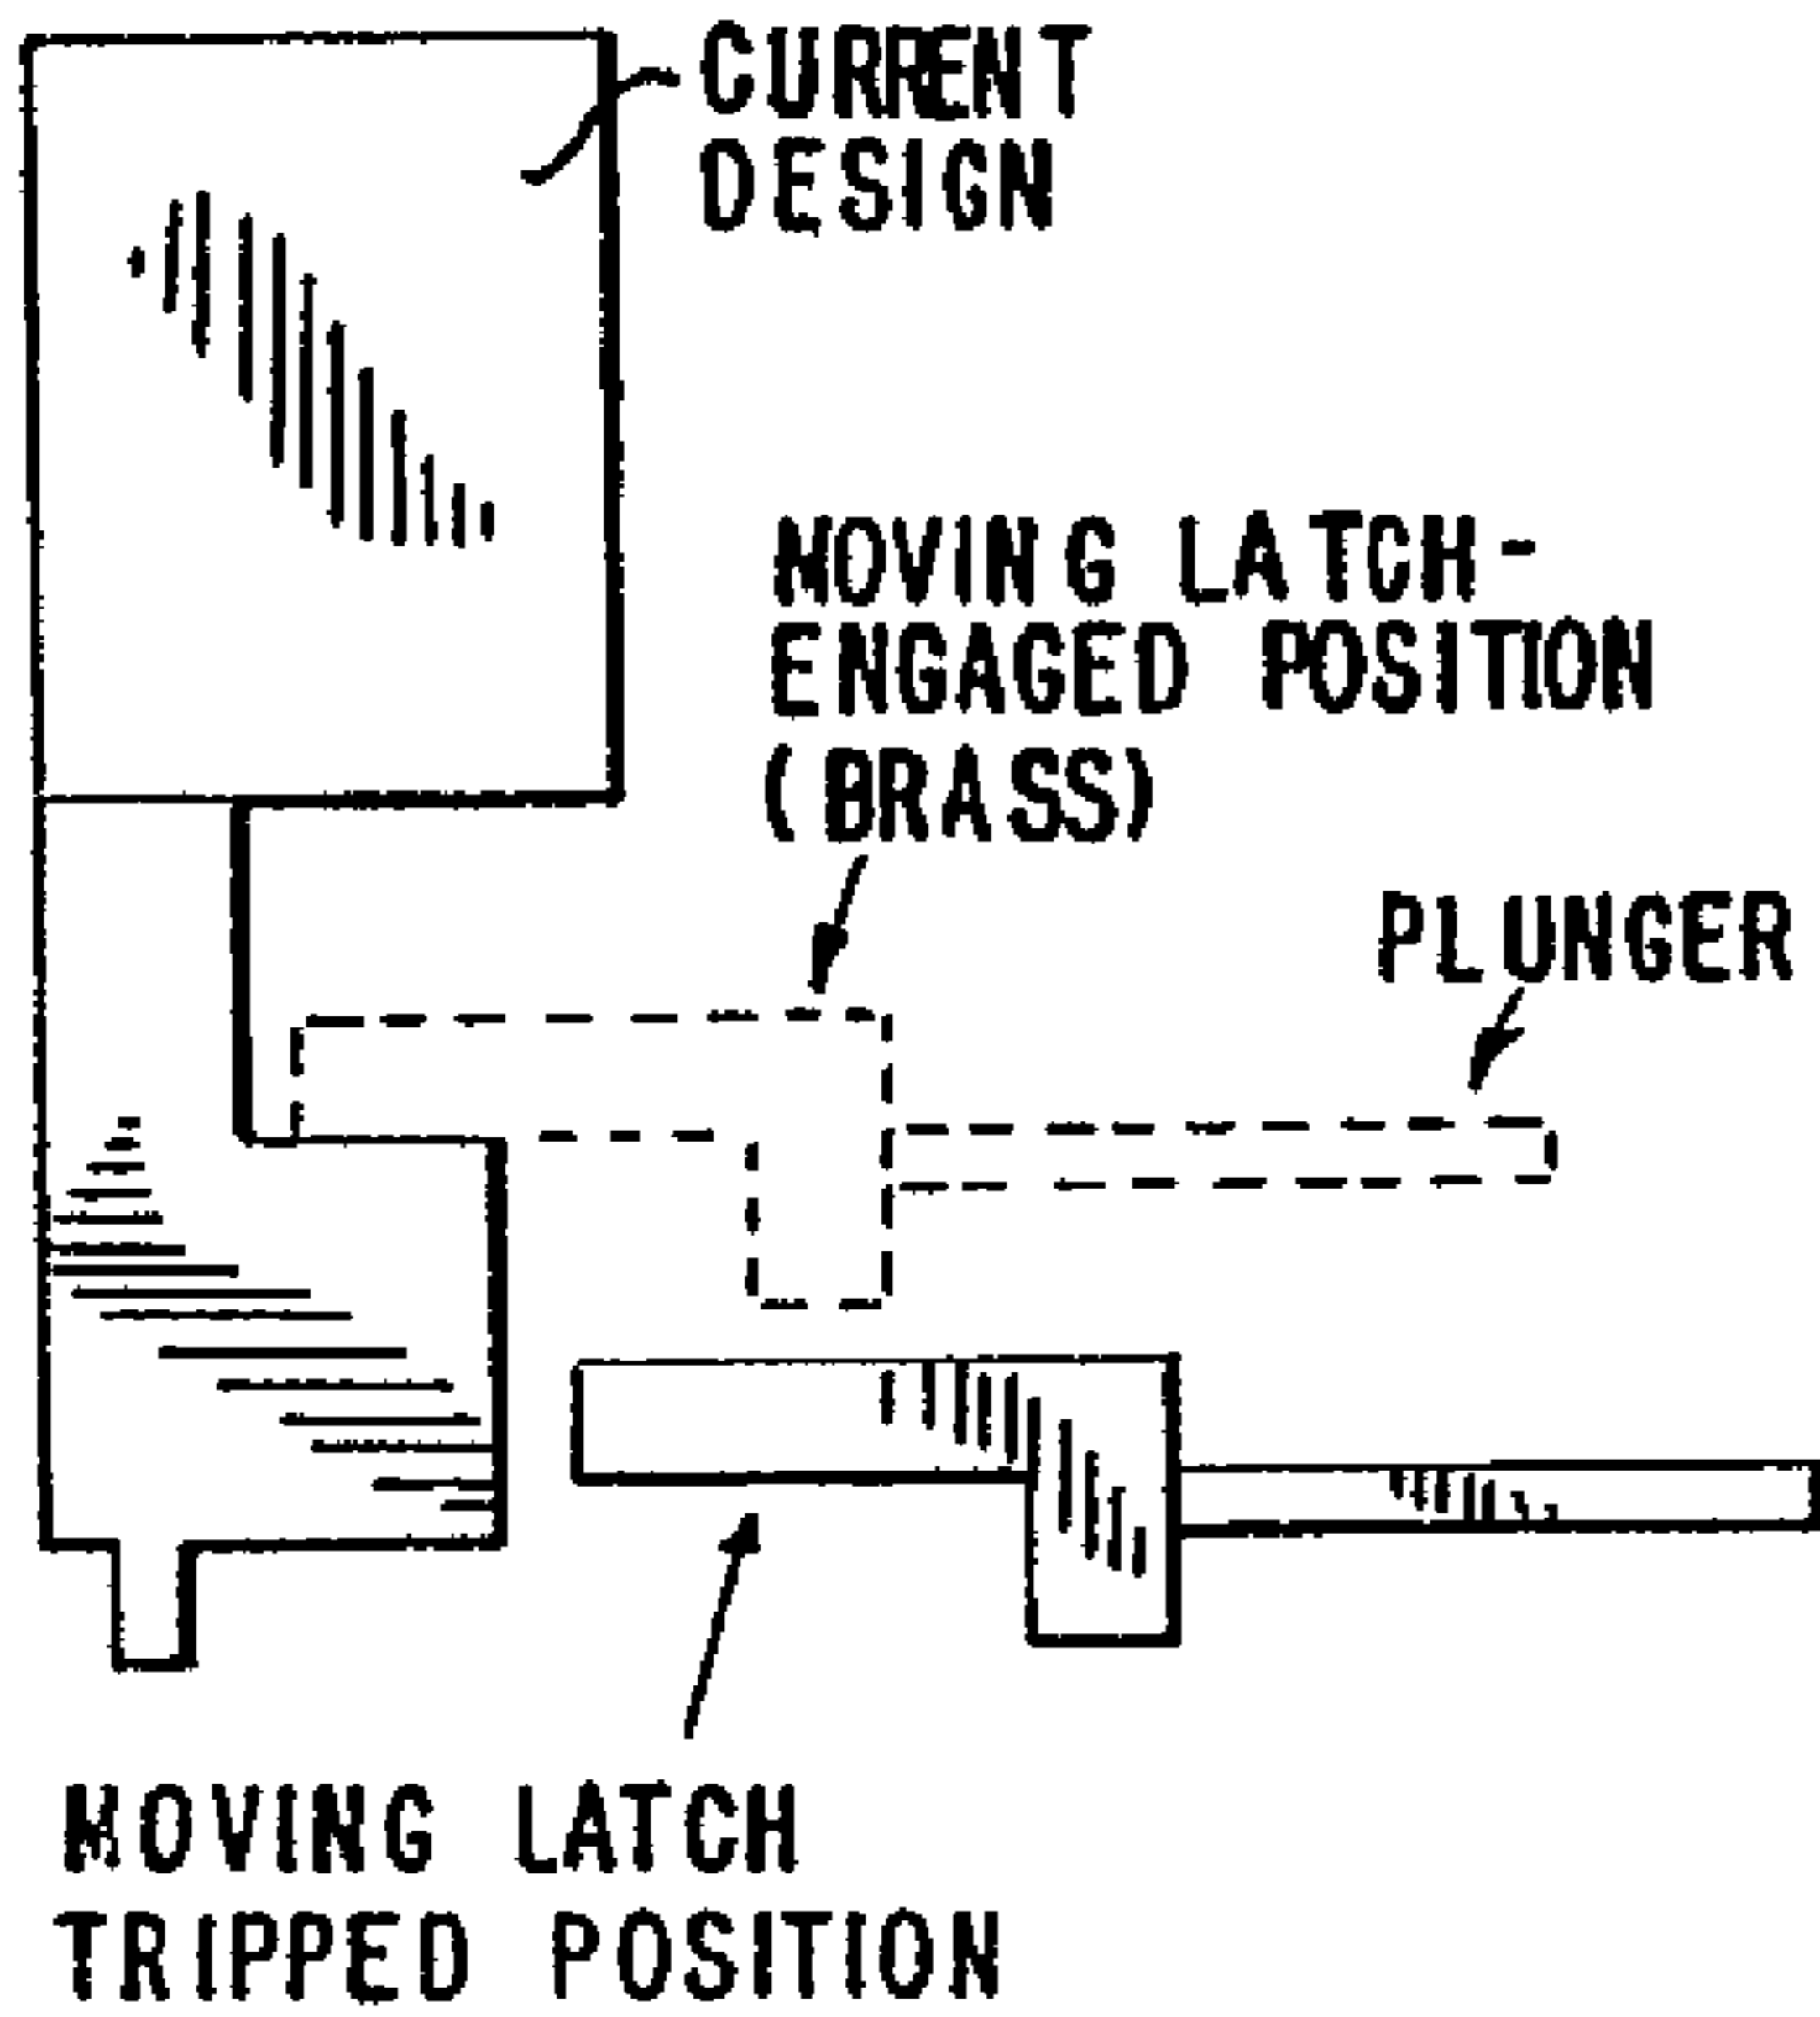 CURRENT
DESIGN
MOVING LATCH-
ENGAGED POSITION
(BRASS)
PLUNGER
MOVING LATCH
TRIPPED POSITION